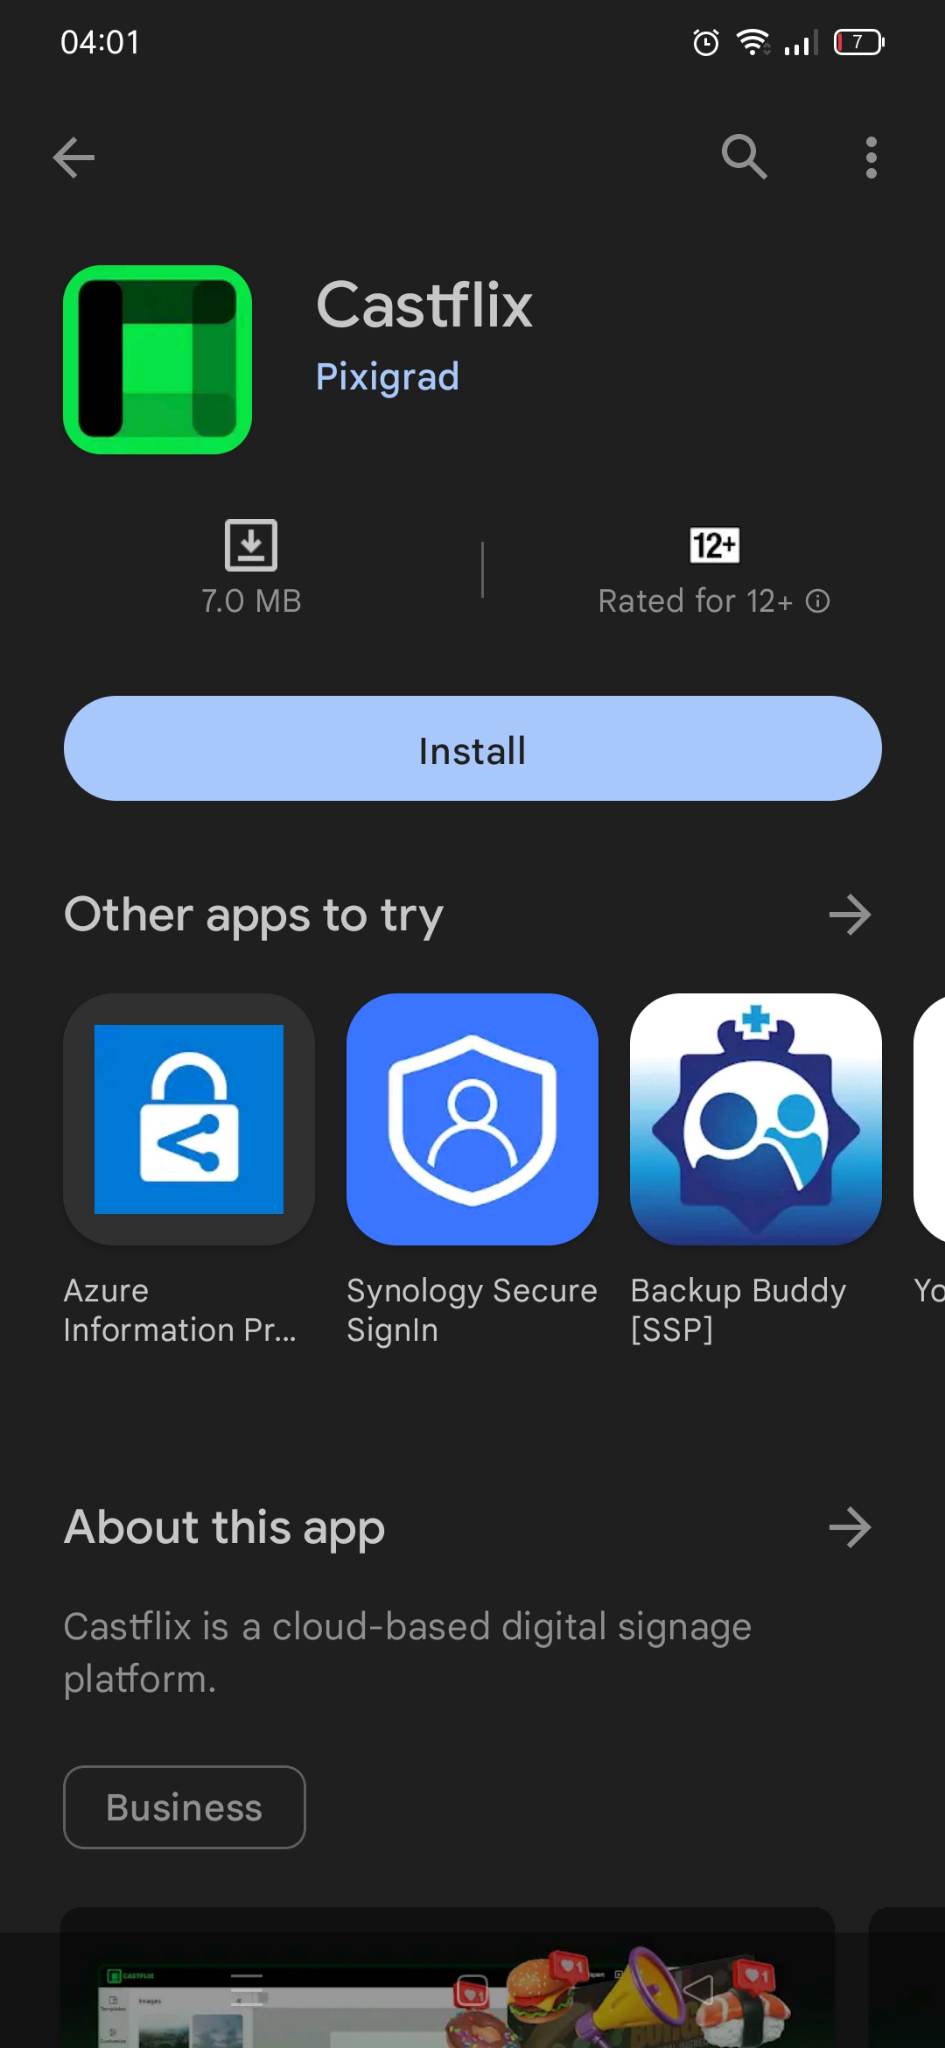 04:01
7
Castflix
Pixigrad
12+
7.0 MB
Rated for 12+
Install
Other apps to try
Azure
Information Pr...
Synology Secure
SignIn
Backup Buddy
[SSP]
Yo
About this app
Castflix is a cloud-based digital signage
platform.
Business
CASTFLIX
Images
Templates